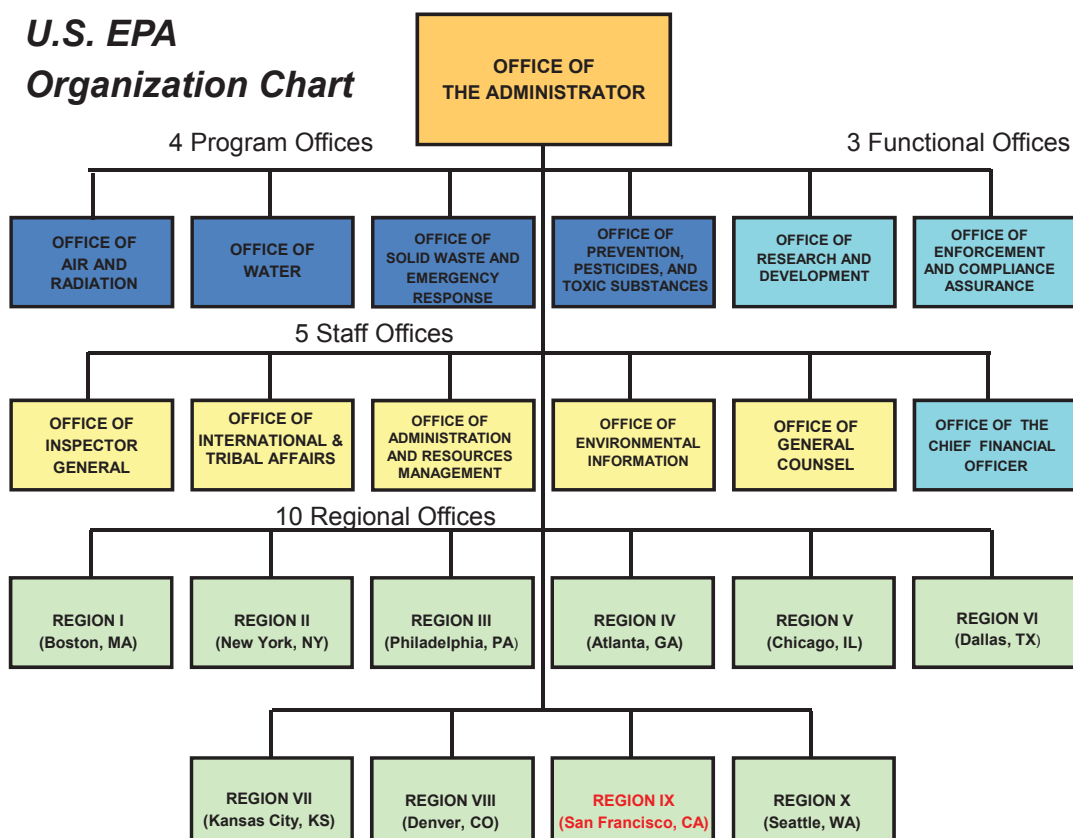 U.S. EPA
Organization Chart
OFFICE OF
THE ADMINISTRATOR
4 Program Offices
3 Functional Offices
OFFICE OF
AIR AND
RADIATION
OFFICE OF
WATER
OFFICE OF
SOLID WASTE AND
EMERGENCY
RESPONSE
OFFICE OF
PREVENTION,
PESTICIDES, AND
TOXIC SUBSTANCES
OFFICE OF
RESEARCH AND
DEVELOPMENT
OFFICE OF
ENFORCEMENT
AND COMPLIANCE
ASSURANCE
5 Staff Offices
OFFICE OF
INSPECTOR
GENERAL
OFFICE OF
INTERNATIONAL &
TRIBAL AFFAIRS
OFFICE OF
ADMINISTRATION
AND RESOURCES
MANAGEMENT
OFFICE OF
ENVIRONMENTAL
INFORMATION
OFFICE OF
GENERAL
COUNSEL
OFFICE OF THE
CHIEF FINANCIAL
OFFICER
10 Regional Offices
REGION I
(Boston, MA)
REGION II
(New York, NY)
REGION III
(Philadelphia, PA)
REGION IV
(Atlanta, GA)
REGION V
(Chicago, IL)
REGION VI
(Dallas, TX)
REGION VII
(Kansas City, KS)
REGION VIII
(Denver, CO)
REGION IX
(San Francisco, CA)
REGION X
(Seattle, WA)